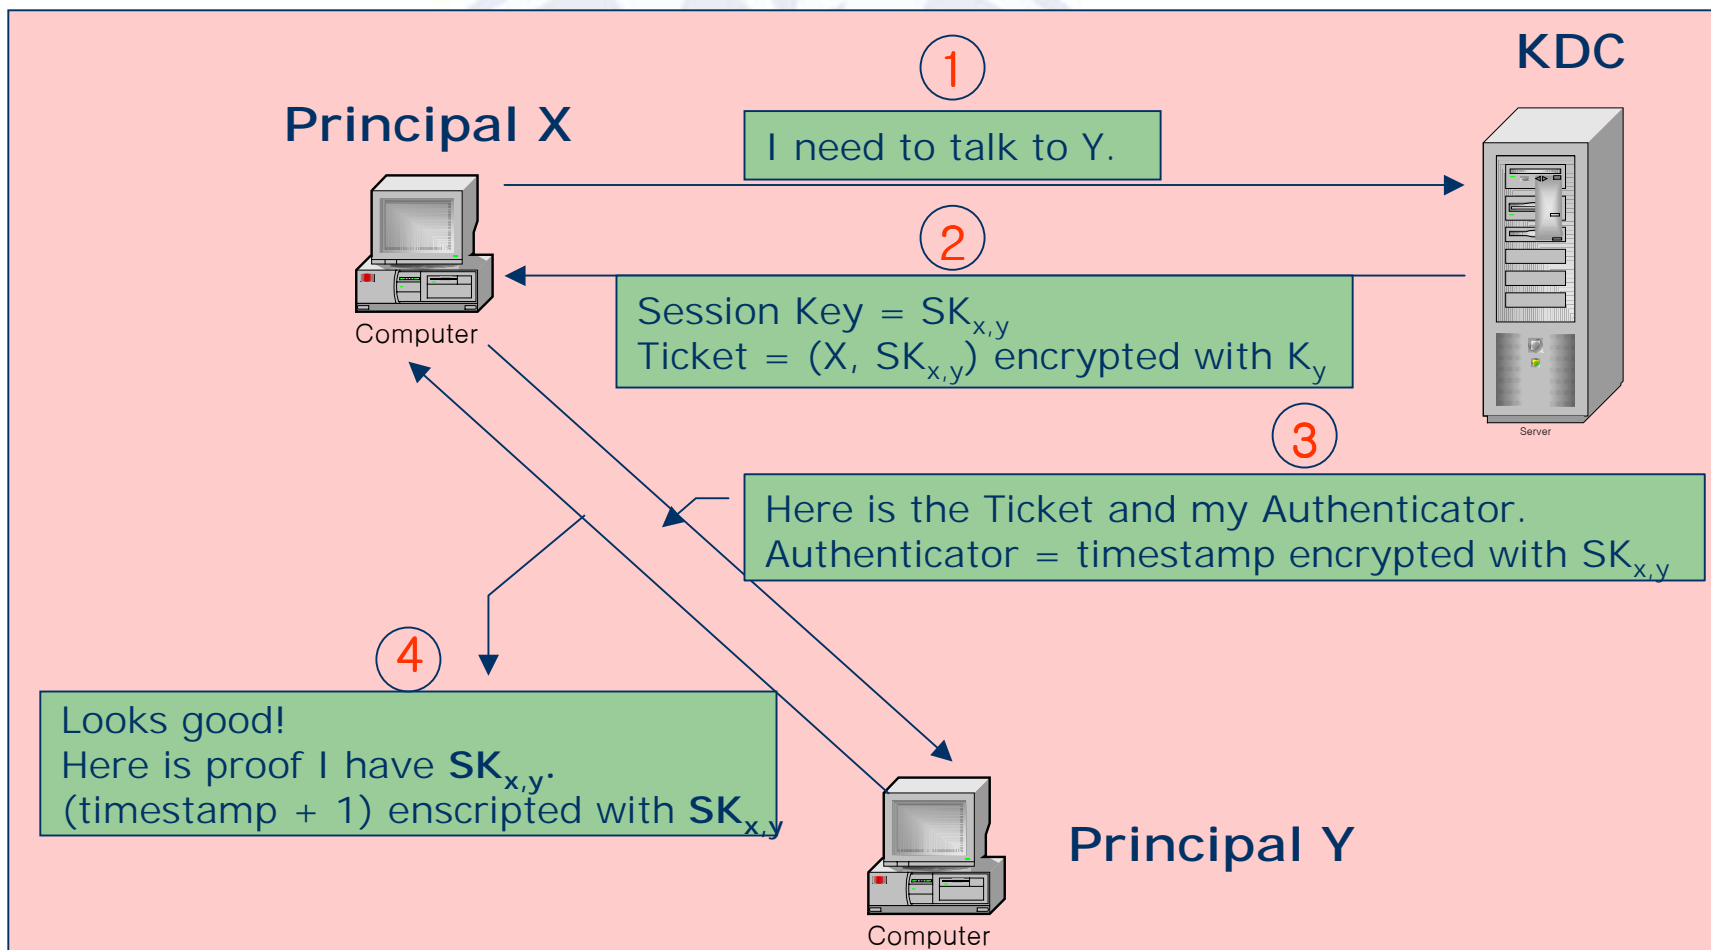 KDC
1
Principal X
I need to talk to Y.
2
Session Key = SKx,y
Ticket = (X, SKx,y) encrypted with Ky
Computer
Server
3
Here is the Ticket and my Authenticator.
Authenticator = timestamp encrypted with SKx,y
4
Looks good!
Here is proof I have SKx,y.
(timestamp + 1) enscripted with SKx,y
Principal Y
Computer